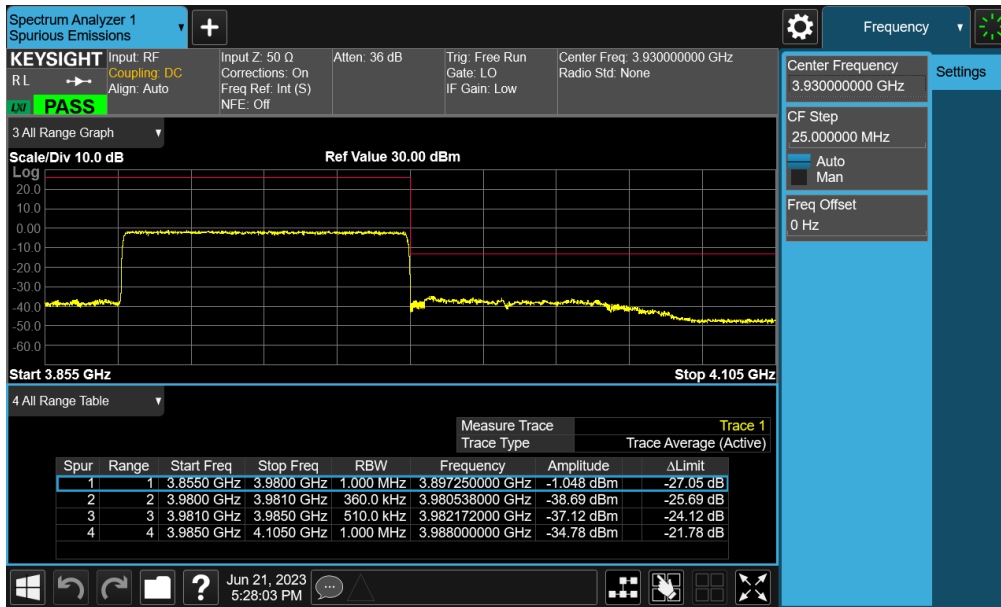 Spectrum Analyzer 1
Spurious Emissions
Frequency
KEYSIGHT
R L
LXI
PASS
Input: RF
Coupling: DC
Align: Auto
Input Z: 50 Ω
Corrections: On
Freq Ref: Int (S)
NFE: Off
Atten: 36 dB
Trig: Free Run
Gate: LO
IF Gain: Low
Center Freq: 3.930000000 GHz
Radio Std: None
Center Frequency
3.930000000 GHz
Settings
CF Step
25.000000 MHz
Auto
Man
Freq Offset
0 Hz
3 All Range Graph
Scale/Div 10.0 dB
Ref Value 30.00 dBm
Log
20.0
10.0
0.00
-10.0
-20.0
-30.0
-40.0
-50.0
-60.0
Start 3.855 GHz
Stop 4.105 GHz
4 All Range Table
Measure Trace Trace 1
Trace Type Trace Average (Active)
Spur Range Start Freq Stop Freq RBW Frequency Amplitude ΔLimit
1 1 3.8550 GHz 3.9800 GHz 1.000 MHz 3.897250000 GHz -1.048 dBm -27.05 dB
2 2 3.9800 GHz 3.9810 GHz 360.0 kHz 3.980538000 GHz -38.69 dBm -25.69 dB
3 3 3.9810 GHz 3.9850 GHz 510.0 kHz 3.982172000 GHz -37.12 dBm -24.12 dB
4 4 3.9850 GHz 4.1050 GHz 1.000 MHz 3.988000000 GHz -34.78 dBm -21.78 dB
Jun 21, 2023
5:28:03 PM